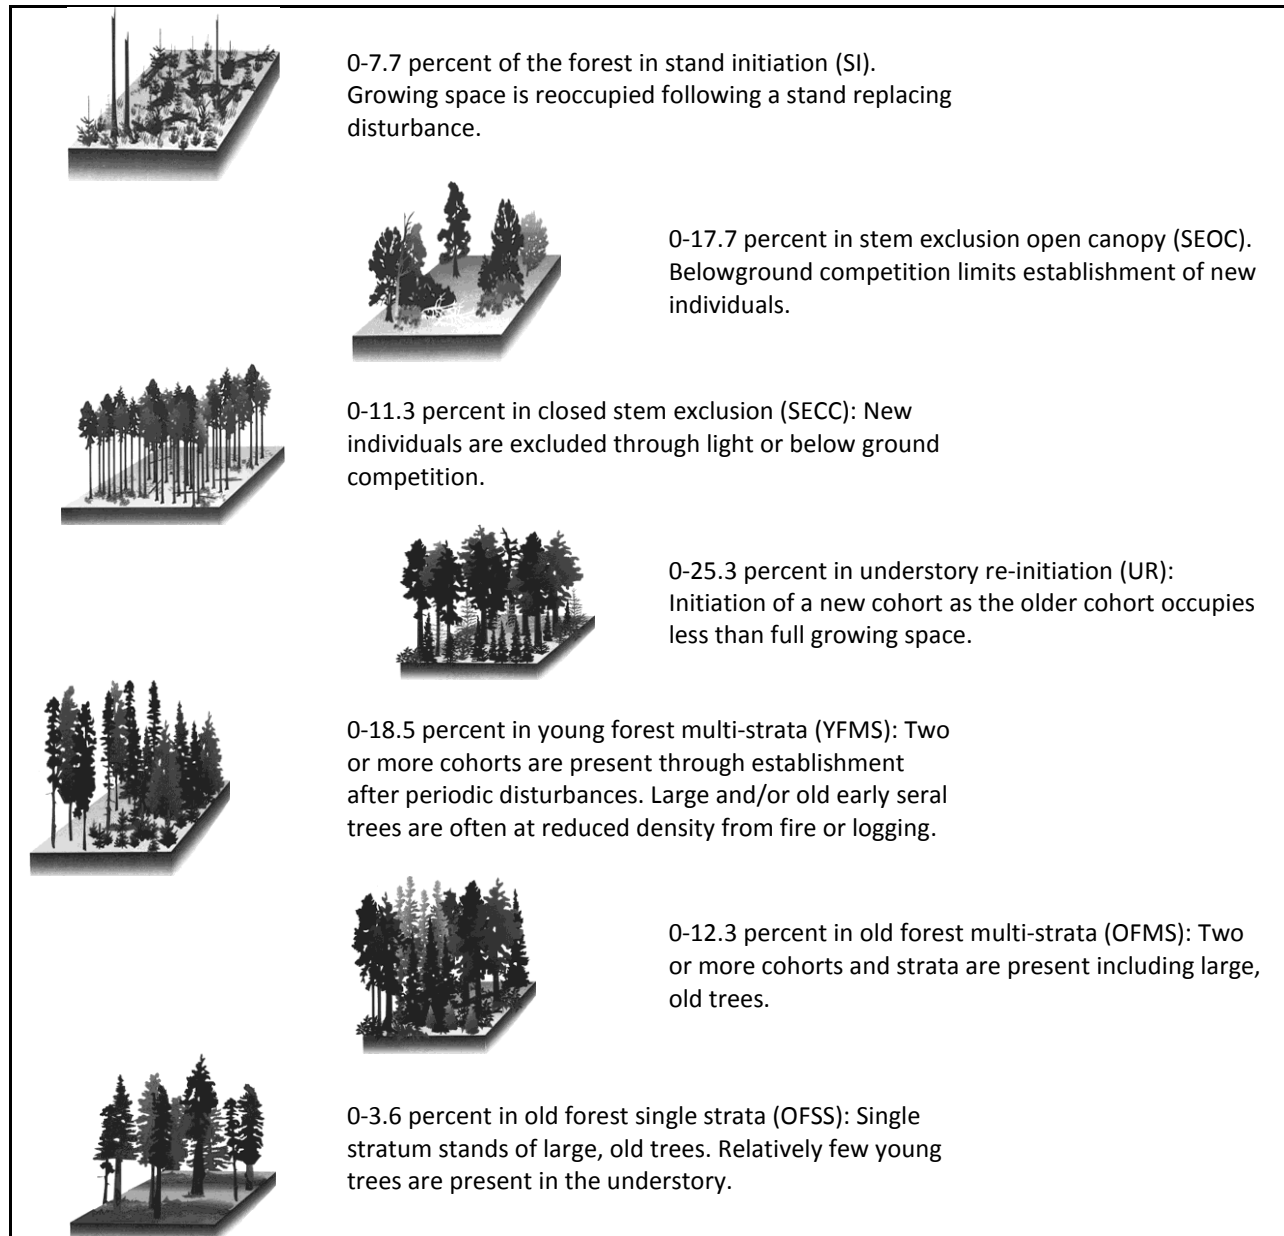 0-7.7 percent of the forest in stand initiation (SI).
Growing space is reoccupied following a stand replacing
disturbance.
0-17.7 percent in stem exclusion open canopy (SEOC).
Belowground competition limits establishment of new
individuals.
0-11.3 percent in closed stem exclusion (SECC): New
individuals are excluded through light or below ground
competition.
0-25.3 percent in understory re-initiation (UR):
Initiation of a new cohort as the older cohort occupies
less than full growing space.
0-18.5 percent in young forest multi-strata (YFMS): Two
or more cohorts are present through establishment
after periodic disturbances. Large and/or old early seral
trees are often at reduced density from fire or logging.
0-12.3 percent in old forest multi-strata (OFMS): Two
or more cohorts and strata are present including large,
old trees.
0-3.6 percent in old forest single strata (OFSS): Single
stratum stands of large, old trees. Relatively few young
trees are present in the understory.